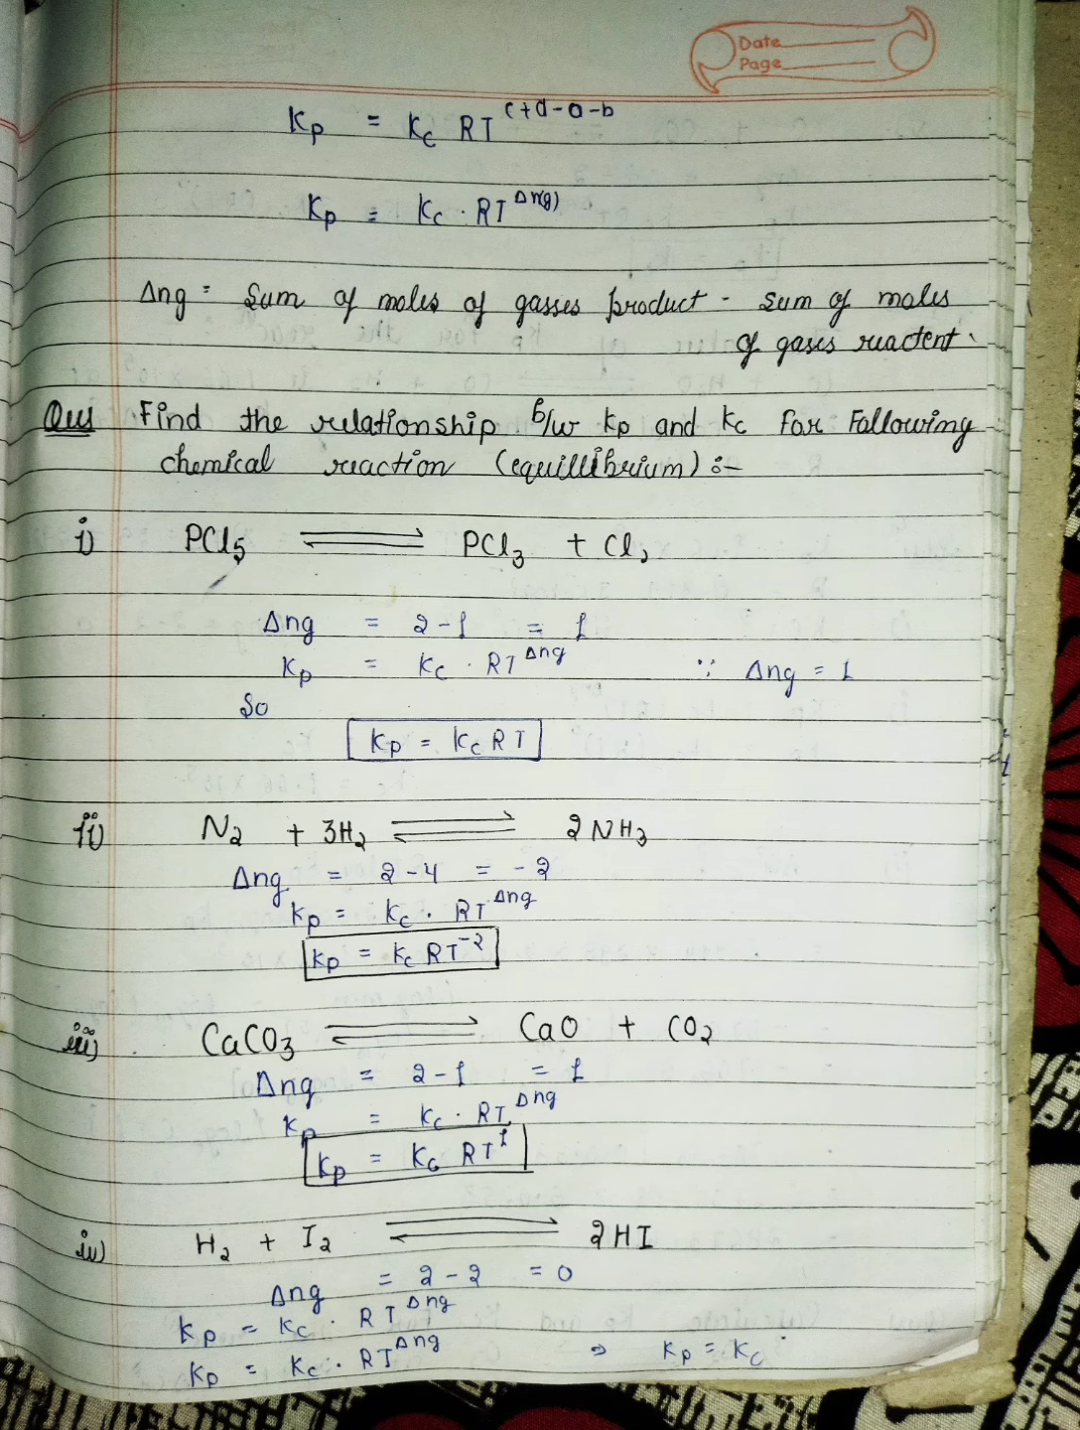 Date
Page
Kp = Kc RT^(c+d-a-b)
Kp = Kc . RT^Δn(g)
Δng = Sum of moles of gasses product - sum of moles
of gases reactent.
Ques Find the relationship b/w Kp and Kc for Following
chemical reaction (equillibrium) :-
i) PCl5 ⇌ PCl3 + Cl2
Δng = 2-1 = 1
Kp = Kc . RT^Δng ∵ Δng = 1
So
Kp = Kc RT
ii) N2 + 3H2 ⇌ 2NH3
Δng = 2-4 = -2
Kp = Kc . RT^Δng
Kp = Kc RT^-2
iii) CaCO3 ⇌ CaO + CO2
Δng = 2-1 = 1
Kp = Kc . RT^Δng
Kp = Kc RT^1
iv) H2 + I2 ⇌ 2HI
Δng = 2-2 = 0
Kp = Kc . RT^Δng
Kp = Kc . RT^Δng ⇒ Kp = Kc